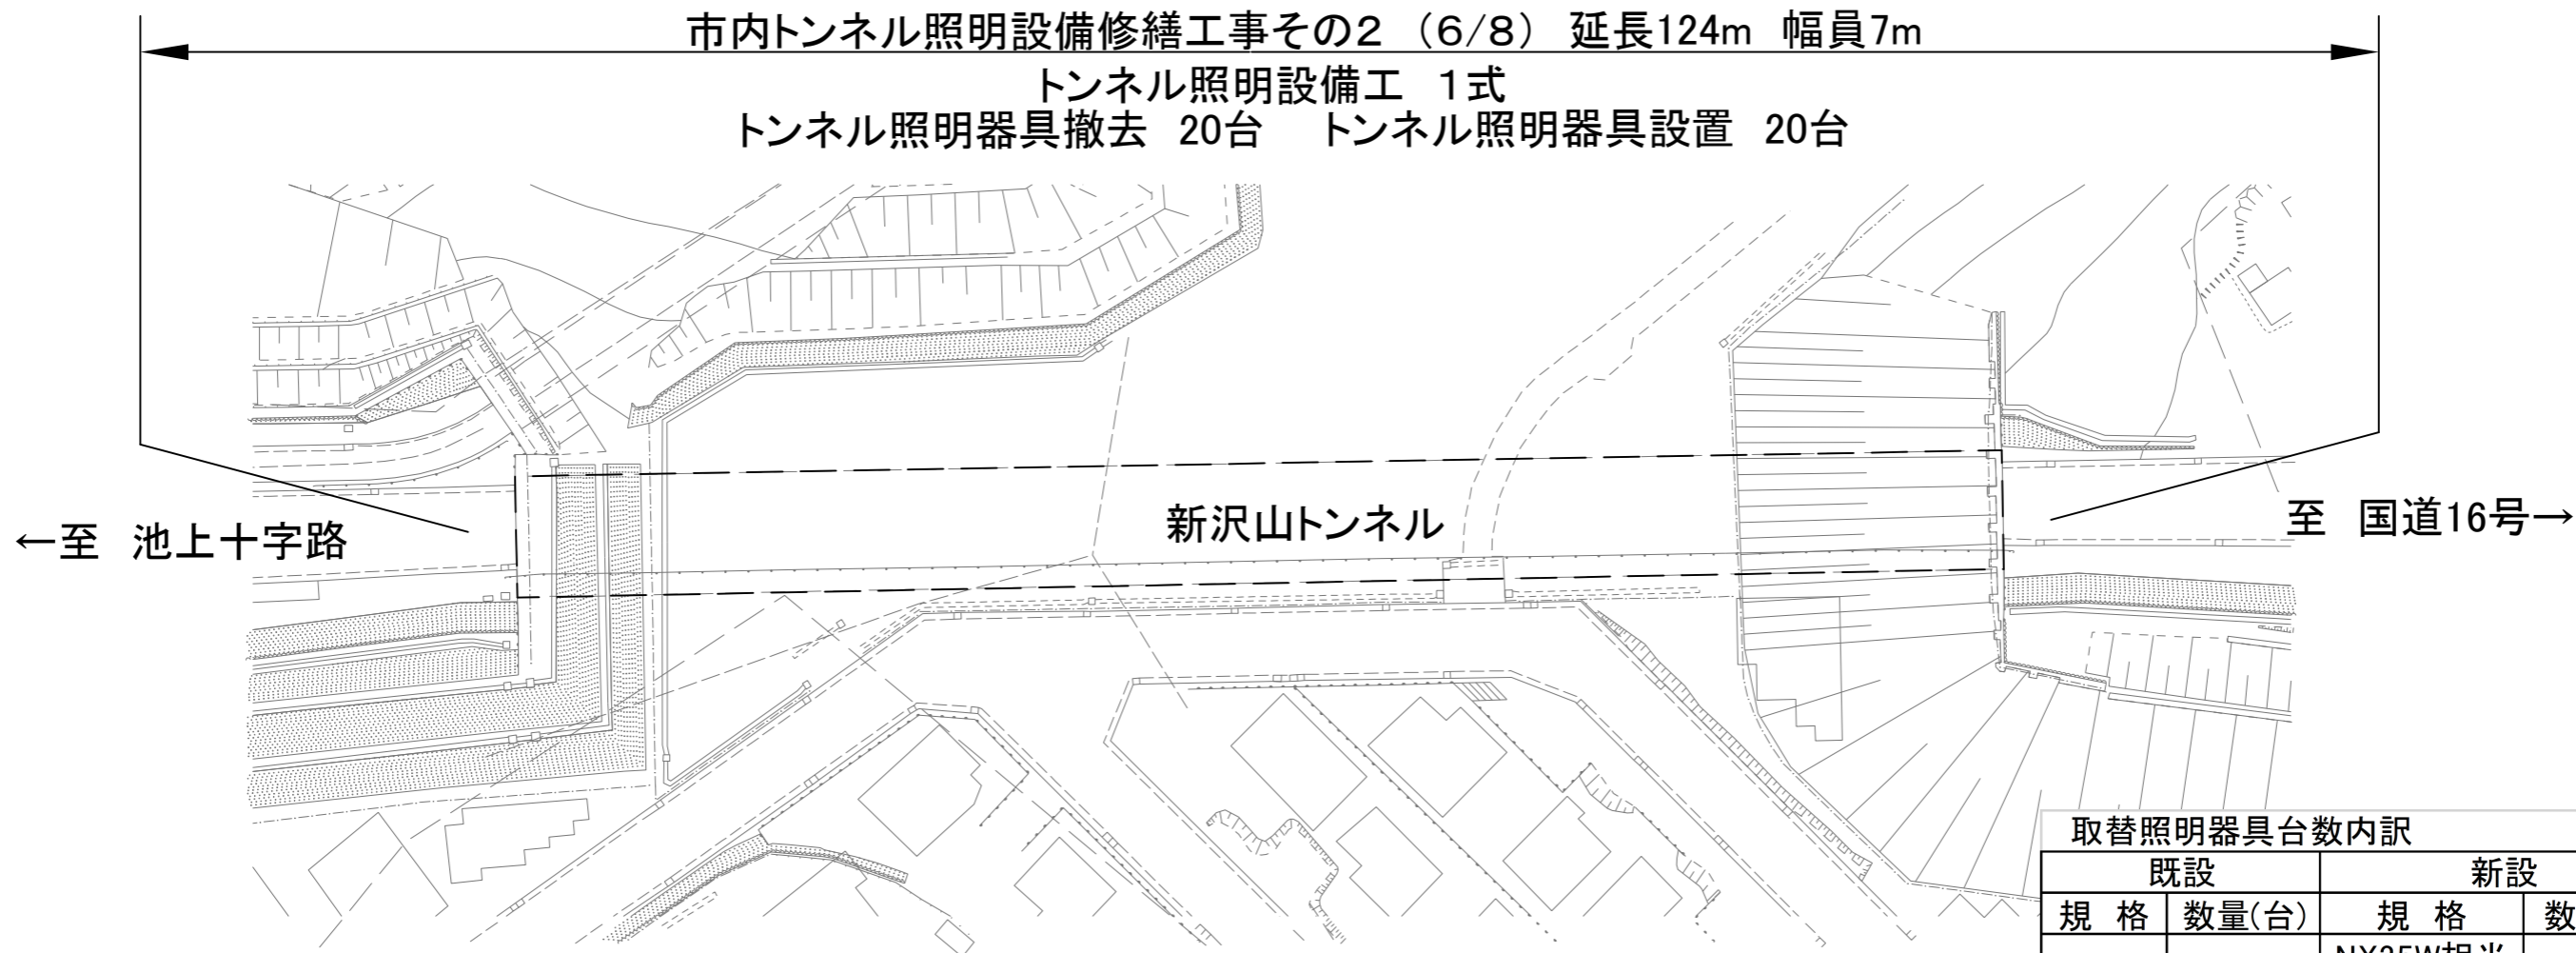 市内トンネル照明設備修繕工事その2 (6/8) 延長124m 幅員7m
トンネル照明設備工 1式
トンネル照明器具撤去 20台 トンネル照明器具設置 20台
新沢山トンネル
←至 池上十字路
至 国道16号→
取替照明器具台数内訳
既設 新設
規 格 数量(台) 規 格 数